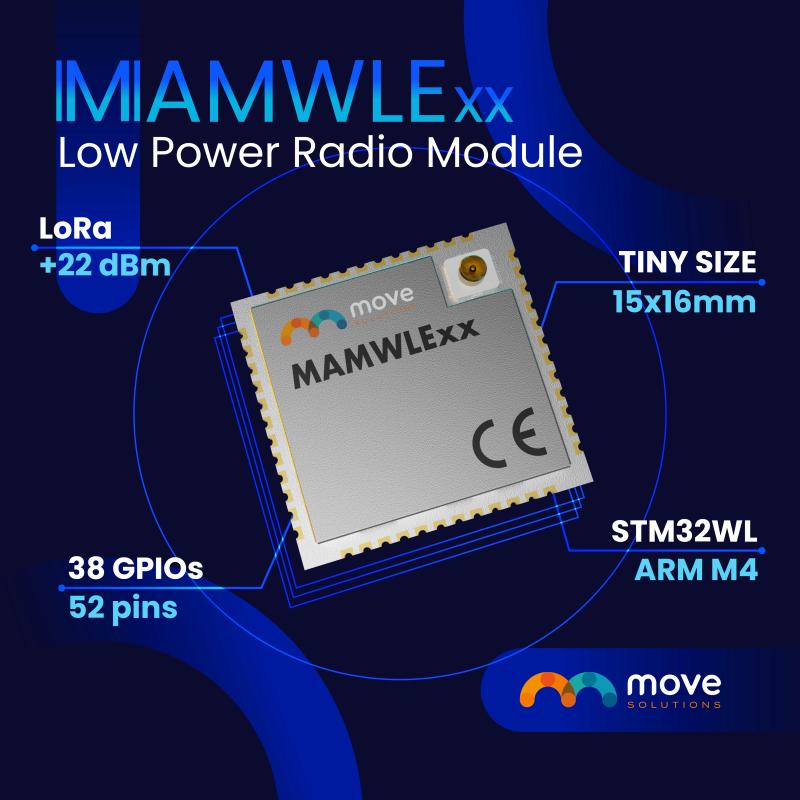 MAMWLExx
Low Power Radio Module
LoRa
+22 dBm
TINY SIZE
15x16mm
move
MAMWLExx
CE
STM32WL
ARM M4
38 GPIOs
52 pins
move
SOLUTIONS